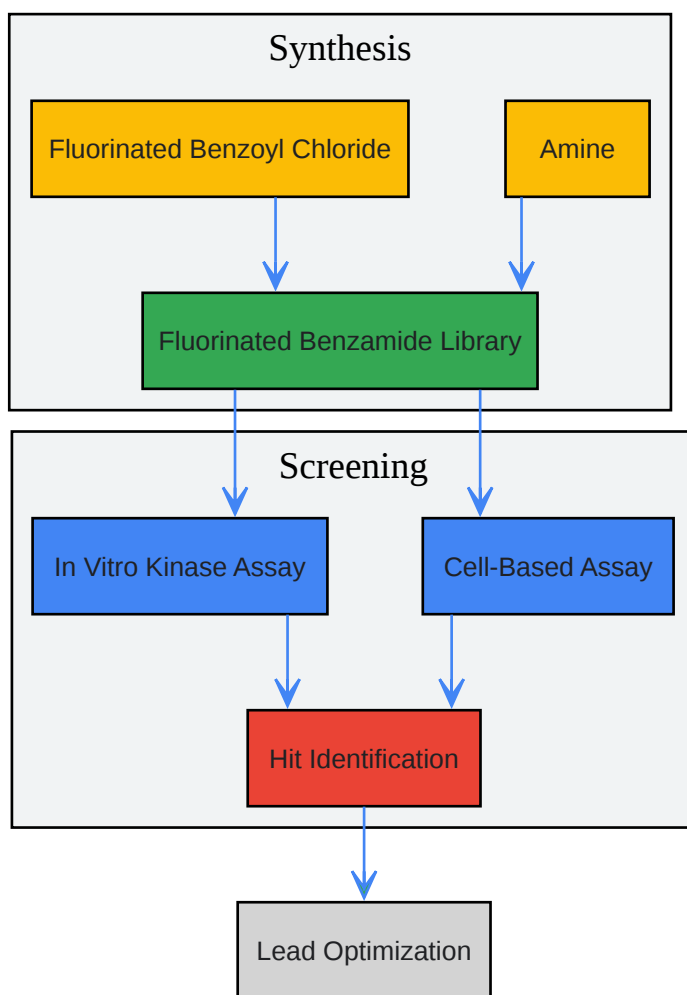 Synthesis
Fluorinated Benzoyl Chloride
Amine
Fluorinated Benzamide Library
Screening
In Vitro Kinase Assay
Cell-Based Assay
Hit Identification
Lead Optimization